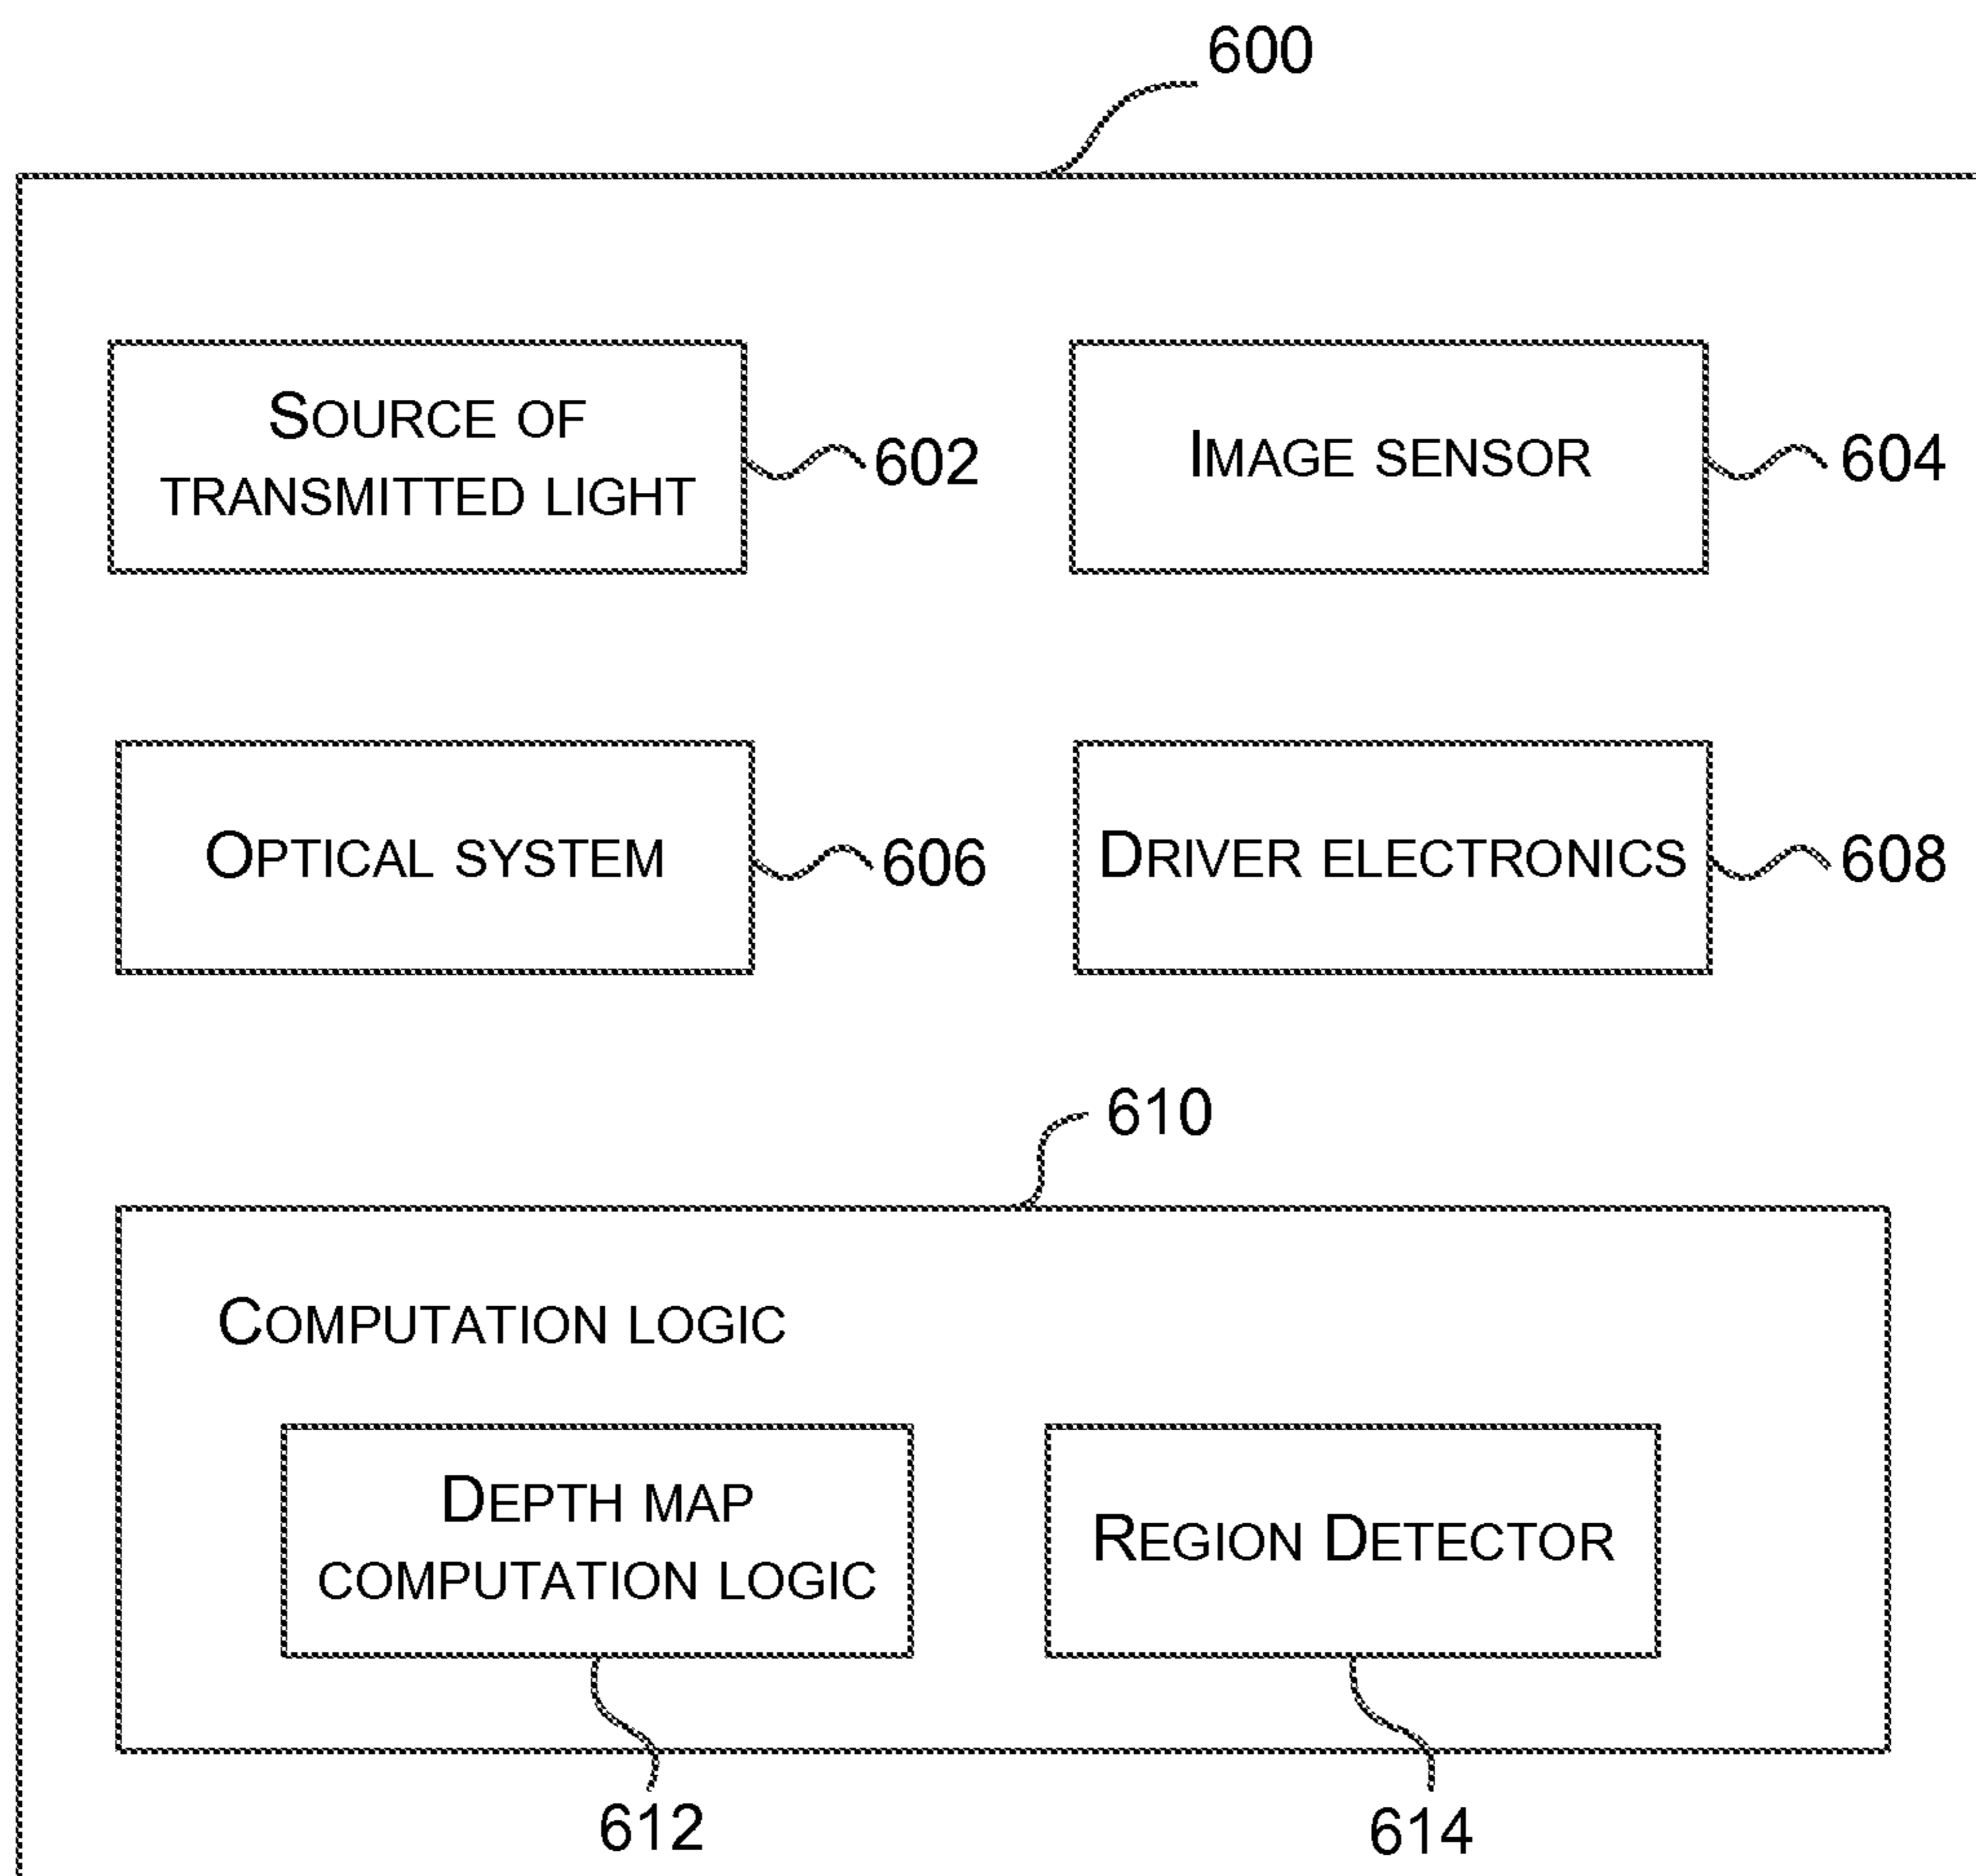 600
SOURCE OF
TRANSMITTED LIGHT
602
IMAGE SENSOR
604
OPTICAL SYSTEM
606
DRIVER ELECTRONICS
608
610
COMPUTATION LOGIC
DEPTH MAP
COMPUTATION LOGIC
REGION DETECTOR
612
614